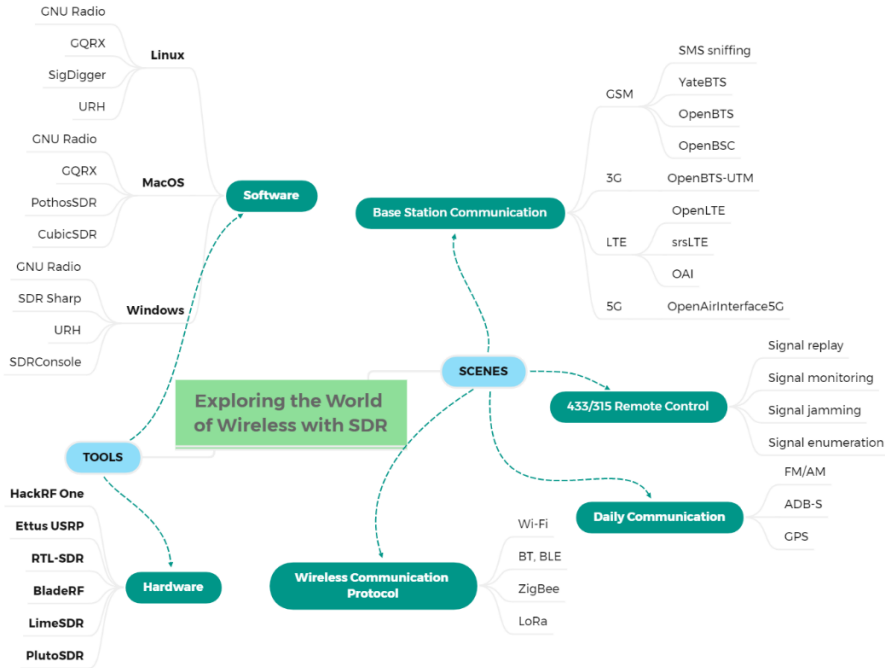 GNU Radio
GQRX
SigDigger
URH
Linux
GNU Radio
GQRX
PothosSDR
CubicSDR
MacOS
GNU Radio
SDR Sharp
URH
SDRConsole
Windows
Software
Base Station Communication
GSM
SMS sniffing
YateBTS
OpenBTS
OpenBSC
3G
OpenBTS-UTM
LTE
OpenLTE
srsLTE
OAI
5G
OpenAirInterface5G
SCENES
Exploring the World
of Wireless with SDR
433/315 Remote Control
Signal replay
Signal monitoring
Signal jamming
Signal enumeration
TOOLS
HackRF One
Ettus USRP
RTL-SDR
BladeRF
LimeSDR
PlutoSDR
Hardware
Wireless Communication
Protocol
Wi-Fi
BT, BLE
ZigBee
LoRa
Daily Communication
FM/AM
ADB-S
GPS